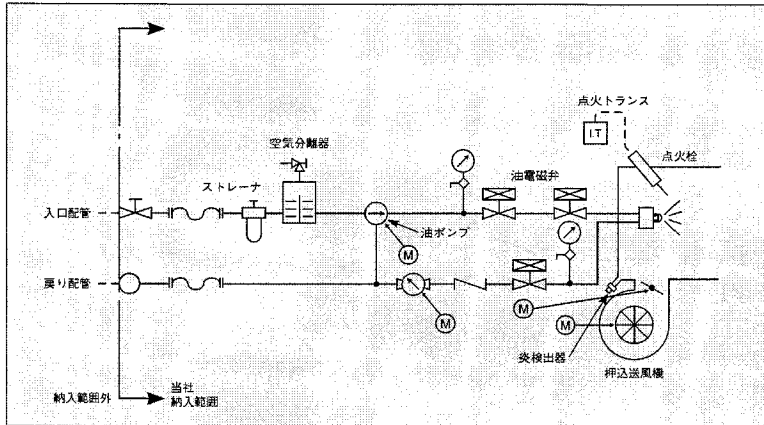 点火トランス
I.T
点火栓
空気分離器
油電磁弁
ストレーナ
入口配管
油ポンプ
M
戻り配管
M
M
M
炎検出器
押込送風機
納入範囲外
当社
納入範囲